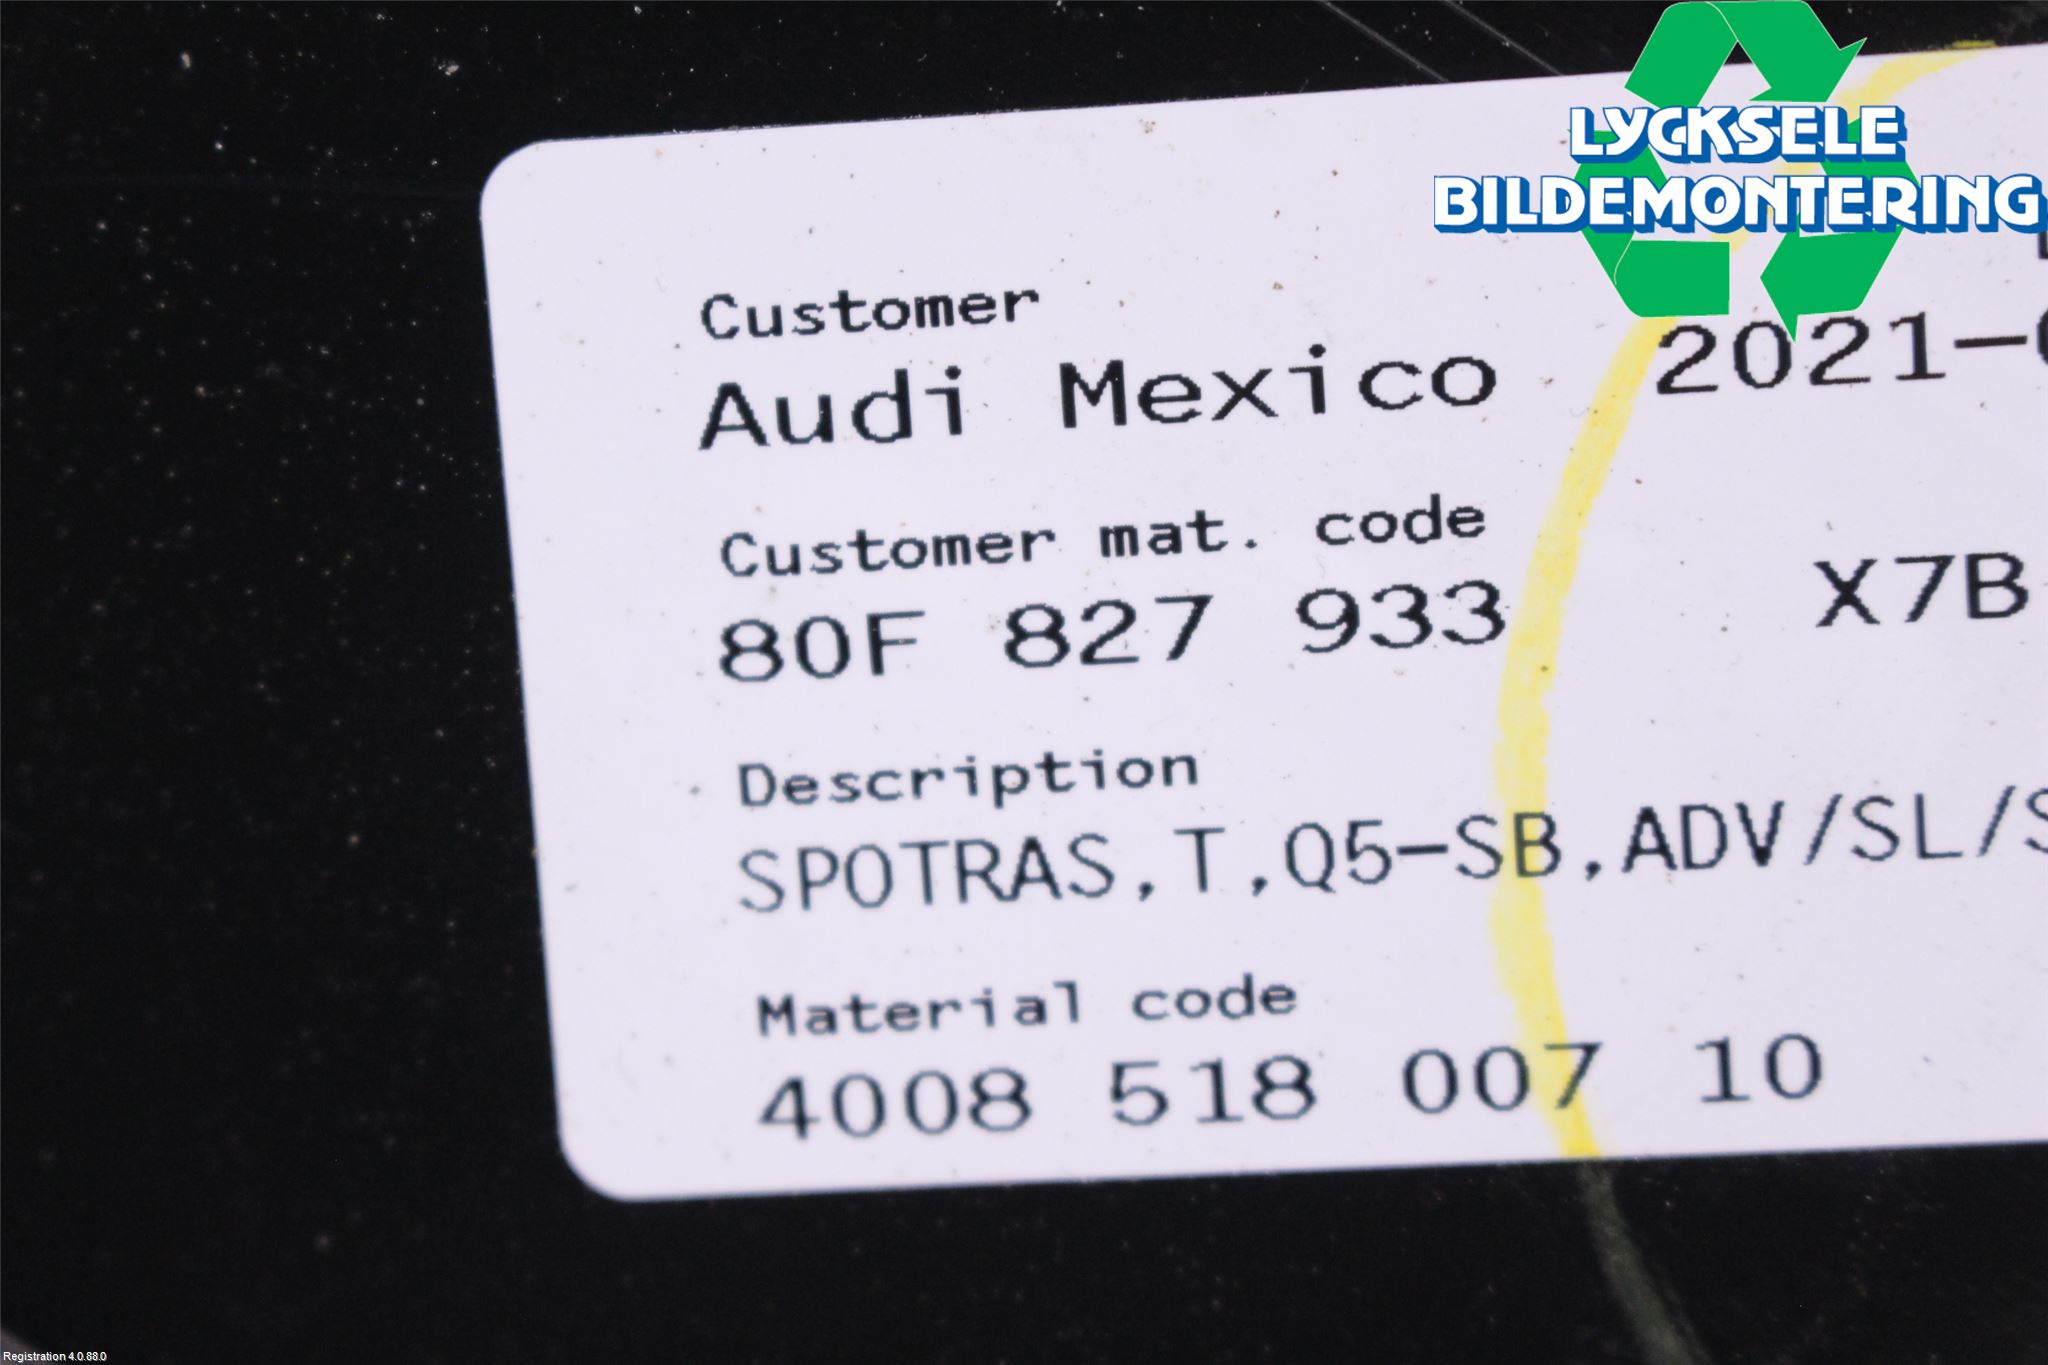 LYCKSELE
BILDEMONTERING
Customer
Audi Mexico 2021-
Customer mat. code
80F 827 933 X7B
Description
SPOTRAS,T,Q5-SB,ADV/SL/S
Material code
4008 518 007 10
Registration 4.0.88.0